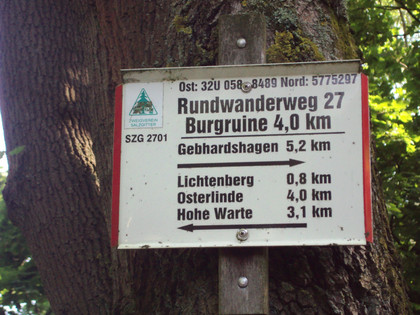 Ost: 32U 058 8489 Nord: 5775297
Rundwanderweg 27
Burgruine 4,0 km
SZG 2701
Gebhardshagen 5,2 km
Lichtenberg 0,8 km
Osterlinde 4,0 km
Hohe Warte 3,1 km